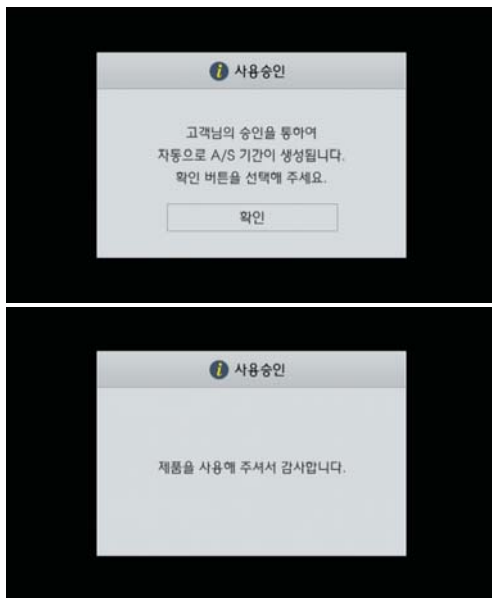 사용승인
고객님의 승인을 통하여
자동으로 A/S 기간이 생성됩니다.
확인 버튼을 선택해 주세요.
확인
사용승인
제품을 사용해 주셔서 감사합니다.